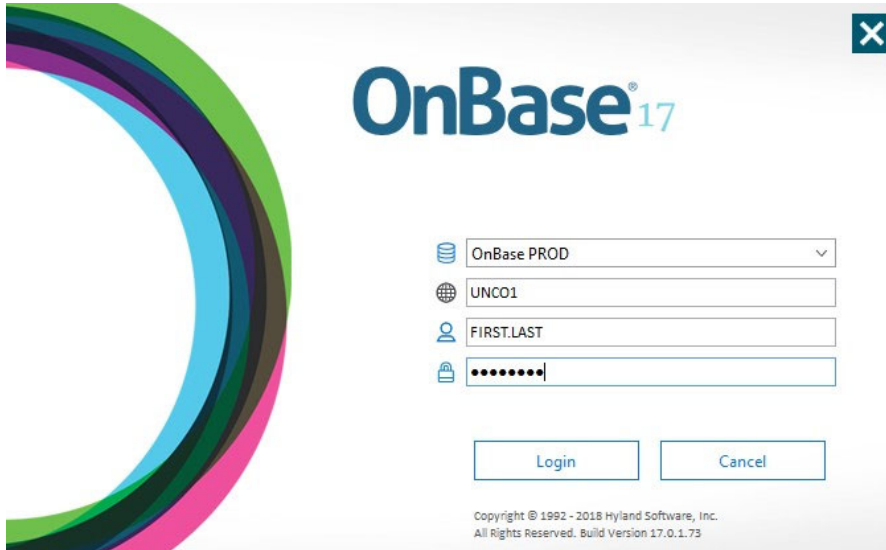 OnBase® 17
OnBase PROD
UNCO1
FIRST.LAST
••••••••
Login Cancel
Copyright © 1992 - 2018 Hyland Software, Inc.
All Rights Reserved. Build Version 17.0.1.73